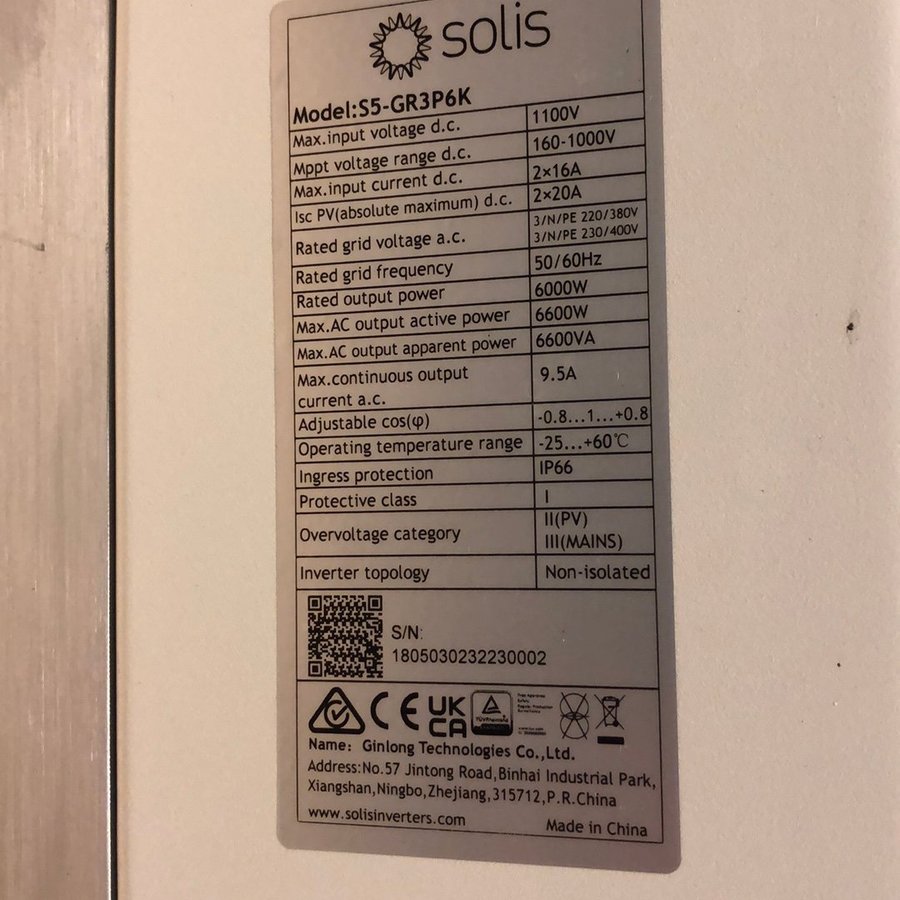 solis
Model:S5-GR3P6K
Max.input voltage d.c. 1100V
Mppt voltage range d.c. 160-1000V
Max.input current d.c. 2×16A
Isc PV(absolute maximum) d.c. 2×20A
Rated grid voltage a.c. 3/N/PE 220/380V
3/N/PE 230/400V
Rated grid frequency 50/60Hz
Rated output power 6000W
Max.AC output active power 6600W
Max.AC output apparent power 6600VA
Max.continuous output 9.5A
current a.c.
Adjustable cos(φ) -0.8...1...+0.8
Operating temperature range -25...+60℃
Ingress protection IP66
Protective class I
Overvoltage category II(PV)
III(MAINS)
Inverter topology Non-isolated
S/N:
1805030232230002
CE UK
CA
TÜVRheinland
Name: Ginlong Technologies Co.,Ltd.
Address:No.57 Jintong Road,Binhai Industrial Park,
Xiangshan,Ningbo,Zhejiang,315712,P.R.China
www.solisinverters.com Made in China